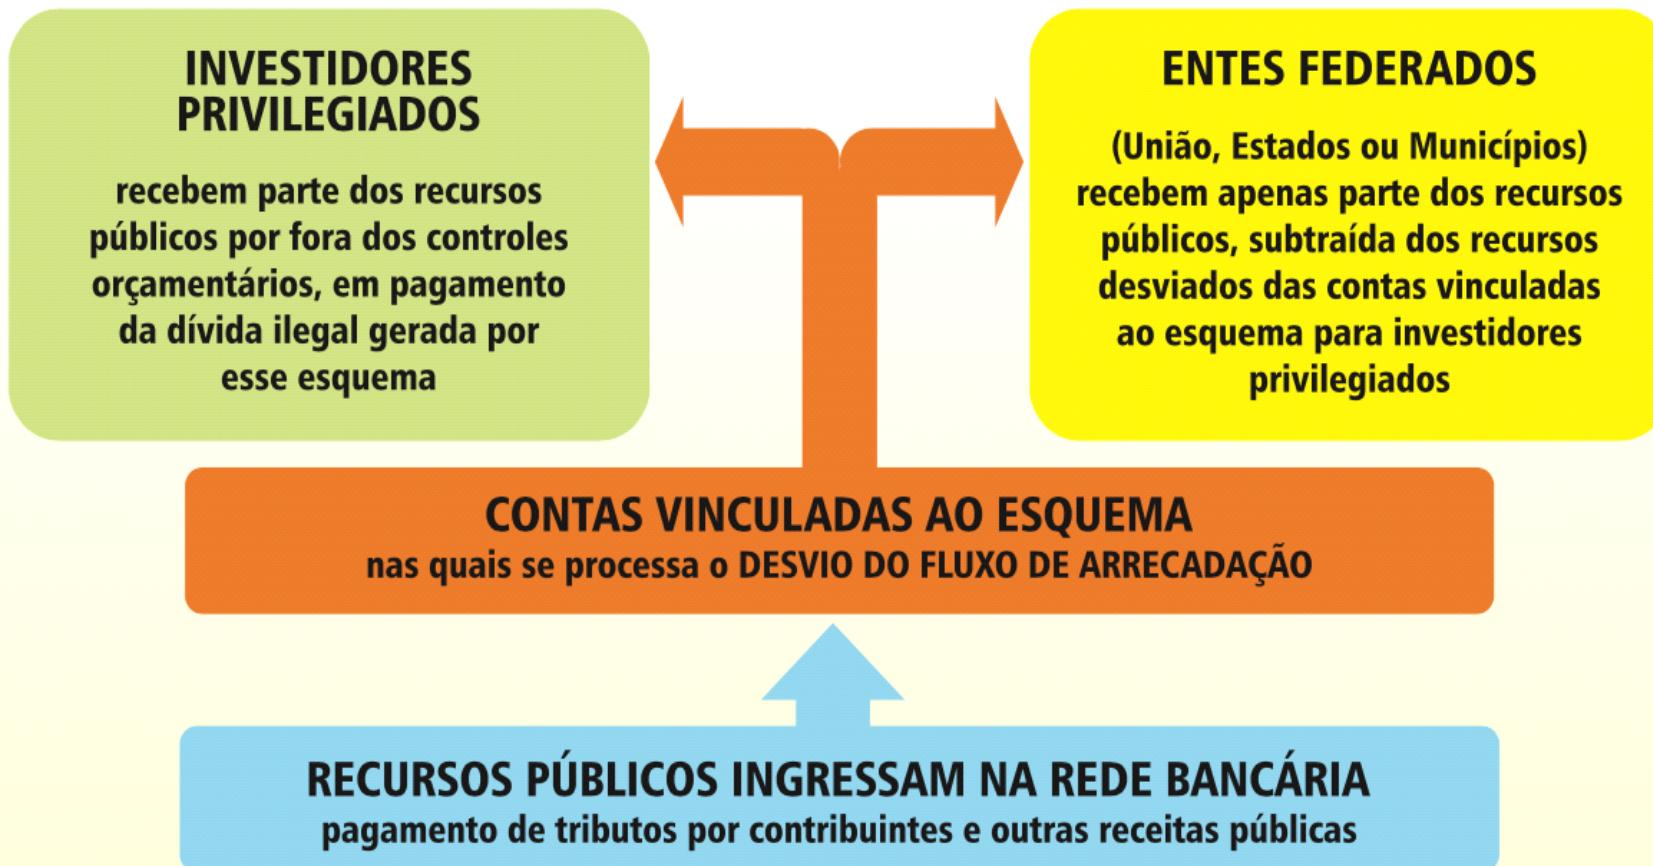 INVESTIDORES
PRIVILEGIADOS
recebem parte dos recursos
públicos por fora dos controles
orçamentários, em pagamento
da dívida ilegal gerada por
esse esquema
ENTES FEDERADOS
(União, Estados ou Municípios)
recebem apenas parte dos recursos
públicos, subtraída dos recursos
desviados das contas vinculadas
ao esquema para investidores
privilegiados
CONTAS VINCULADAS AO ESQUEMA
nas quais se processa o DESVIO DO FLUXO DE ARRECADAÇÃO
RECURSOS PÚBLICOS INGRESSAM NA REDE BANCÁRIA
pagamento de tributos por contribuintes e outras receitas públicas